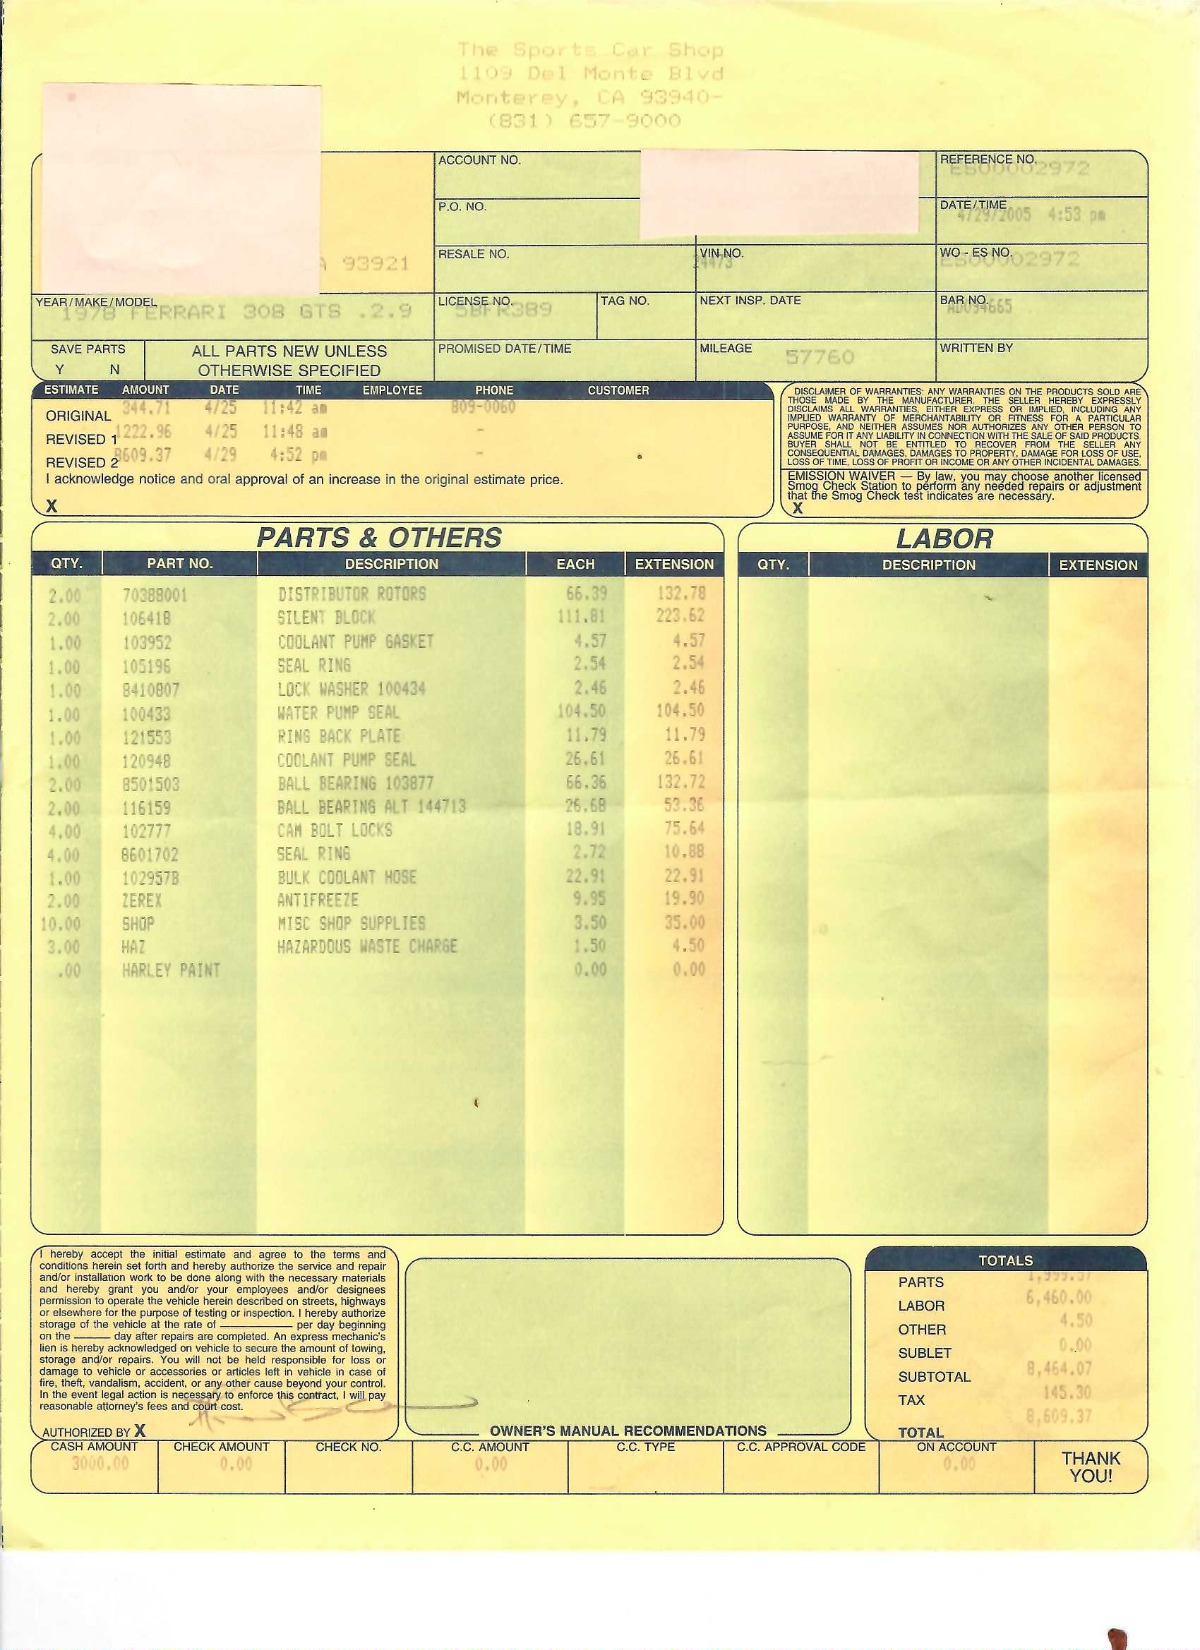 The Sports Car Shop
1109 Del Monte Blvd
Monterey, CA 93940-
(831) 657-9000
ACCOUNT NO.
REFERENCE NO.
ES00002972
P.O. NO.
DATE/TIME
4/29/2005 4:53 pm
A 93921
RESALE NO.
VIN NO.
24473
WO - ES NO.
ES00002972
YEAR/MAKE/MODEL
1978 FERRARI 308 GTS .2.9
LICENSE NO.
5BFR389
TAG NO.
NEXT INSP. DATE
BAR NO.
AD094665
SAVE PARTS
Y N
ALL PARTS NEW UNLESS
OTHERWISE SPECIFIED
PROMISED DATE/TIME
MILEAGE 57760
WRITTEN BY
ESTIMATE AMOUNT DATE TIME EMPLOYEE PHONE CUSTOMER
ORIGINAL 344.71 4/25 11:42 am 809-0060
REVISED 1 1222.96 4/25 11:48 am -
REVISED 2 8609.37 4/29 4:52 pm -
I acknowledge notice and oral approval of an increase in the original estimate price.
X
DISCLAIMER OF WARRANTIES: ANY WARRANTIES ON THE PRODUCTS SOLD ARE
THOSE MADE BY THE MANUFACTURER. THE SELLER HEREBY EXPRESSLY
DISCLAIMS ALL WARRANTIES, EITHER EXPRESS OR IMPLIED, INCLUDING ANY
IMPLIED WARRANTY OF MERCHANTABILITY OR FITNESS FOR A PARTICULAR
PURPOSE, AND NEITHER ASSUMES NOR AUTHORIZES ANY OTHER PERSON TO
ASSUME FOR IT ANY LIABILITY IN CONNECTION WITH THE SALE OF SAID PRODUCTS.
BUYER SHALL NOT BE ENTITLED TO RECOVER FROM THE SELLER ANY
CONSEQUENTIAL DAMAGES, DAMAGES TO PROPERTY, DAMAGE FOR LOSS OF USE,
LOSS OF TIME, LOSS OF PROFIT OR INCOME OR ANY OTHER INCIDENTAL DAMAGES.
EMISSION WAIVER — By law, you may choose another licensed
Smog Check Station to perform any needed repairs or adjustment
that the Smog Check test indicates are necessary.
X
PARTS & OTHERS
QTY. PART NO. DESCRIPTION EACH EXTENSION
2.00 70388001 DISTRIBUTOR ROTORS 66.39 132.78
2.00 106418 SILENT BLOCK 111.81 223.62
1.00 103952 COOLANT PUMP GASKET 4.57 4.57
1.00 105196 SEAL RING 2.54 2.54
1.00 8410807 LOCK WASHER 100434 2.46 2.46
1.00 100433 WATER PUMP SEAL 104.50 104.50
1.00 121553 RING BACK PLATE 11.79 11.79
1.00 120948 COOLANT PUMP SEAL 26.61 26.61
2.00 8501503 BALL BEARING 103877 66.36 132.72
2.00 116159 BALL BEARING ALT 144713 26.68 53.36
4.00 102777 CAM BOLT LOCKS 18.91 75.64
4.00 8601702 SEAL RING 2.72 10.88
1.00 102957B BULK COOLANT HOSE 22.91 22.91
2.00 ZEREX ANTIFREEZE 9.95 19.90
10.00 SHOP MISC SHOP SUPPLIES 3.50 35.00
3.00 HAZ HAZARDOUS WASTE CHARGE 1.50 4.50
.00 HARLEY PAINT 0.00 0.00
LABOR
QTY. DESCRIPTION EXTENSION
I hereby accept the initial estimate and agree to the terms and
conditions herein set forth and hereby authorize the service and repair
and/or installation work to be done along with the necessary materials
and hereby grant you and/or your employees and/or designees
permission to operate the vehicle herein described on streets, highways
or elsewhere for the purpose of testing or inspection. I hereby authorize
storage of the vehicle at the rate of ________ per day beginning
on the ______ day after repairs are completed. An express mechanic's
lien is hereby acknowledged on vehicle to secure the amount of towing,
storage and/or repairs. You will not be held responsible for loss or
damage to vehicle or accessories or articles left in vehicle in case of
fire, theft, vandalism, accident, or any other cause beyond your control.
In the event legal action is necessary to enforce this contract, I will pay
reasonable attorney's fees and court cost.
AUTHORIZED BY X
OWNER'S MANUAL RECOMMENDATIONS
TOTALS
PARTS 1,999.57
LABOR 6,460.00
OTHER 4.50
SUBLET 0.00
SUBTOTAL 8,464.07
TAX 145.30
TOTAL 8,609.37
CASH AMOUNT CHECK AMOUNT CHECK NO. C.C. AMOUNT C.C. TYPE C.C. APPROVAL CODE ON ACCOUNT
3000.00 0.00 0.00 0.00
THANK
YOU!